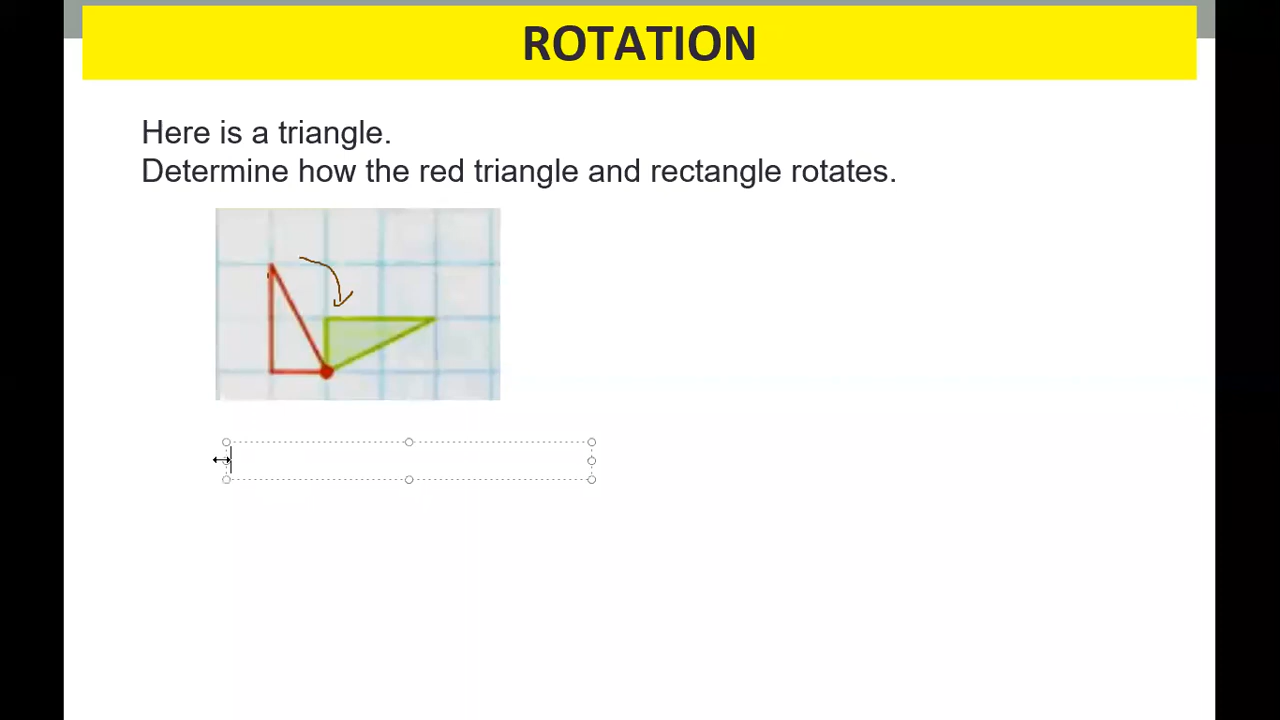 ROTATION
Here is a triangle.
Determine how the red triangle and rectangle rotates.